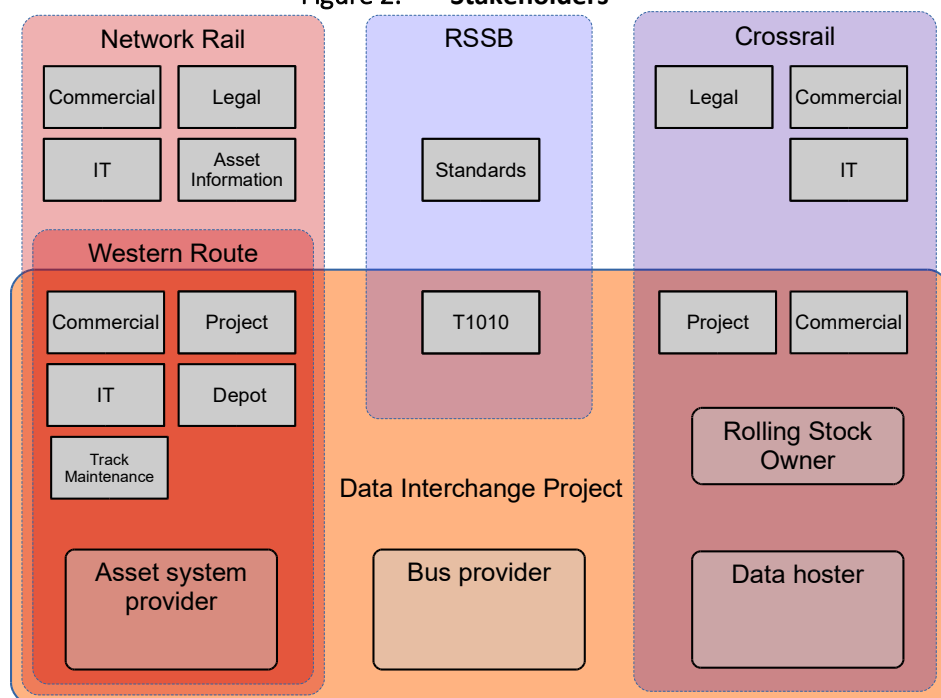 Figure 2. Stakeholders
Network Rail
RSSB
Crossrail
Commercial
Legal
Legal
Commercial
IT
Asset
Information
Standards
IT
Western Route
Commercial
Project
T1010
Project
Commercial
IT
Depot
Rolling Stock
Owner
Track
Maintenance
Data Interchange Project
Asset system
provider
Bus provider
Data hoster